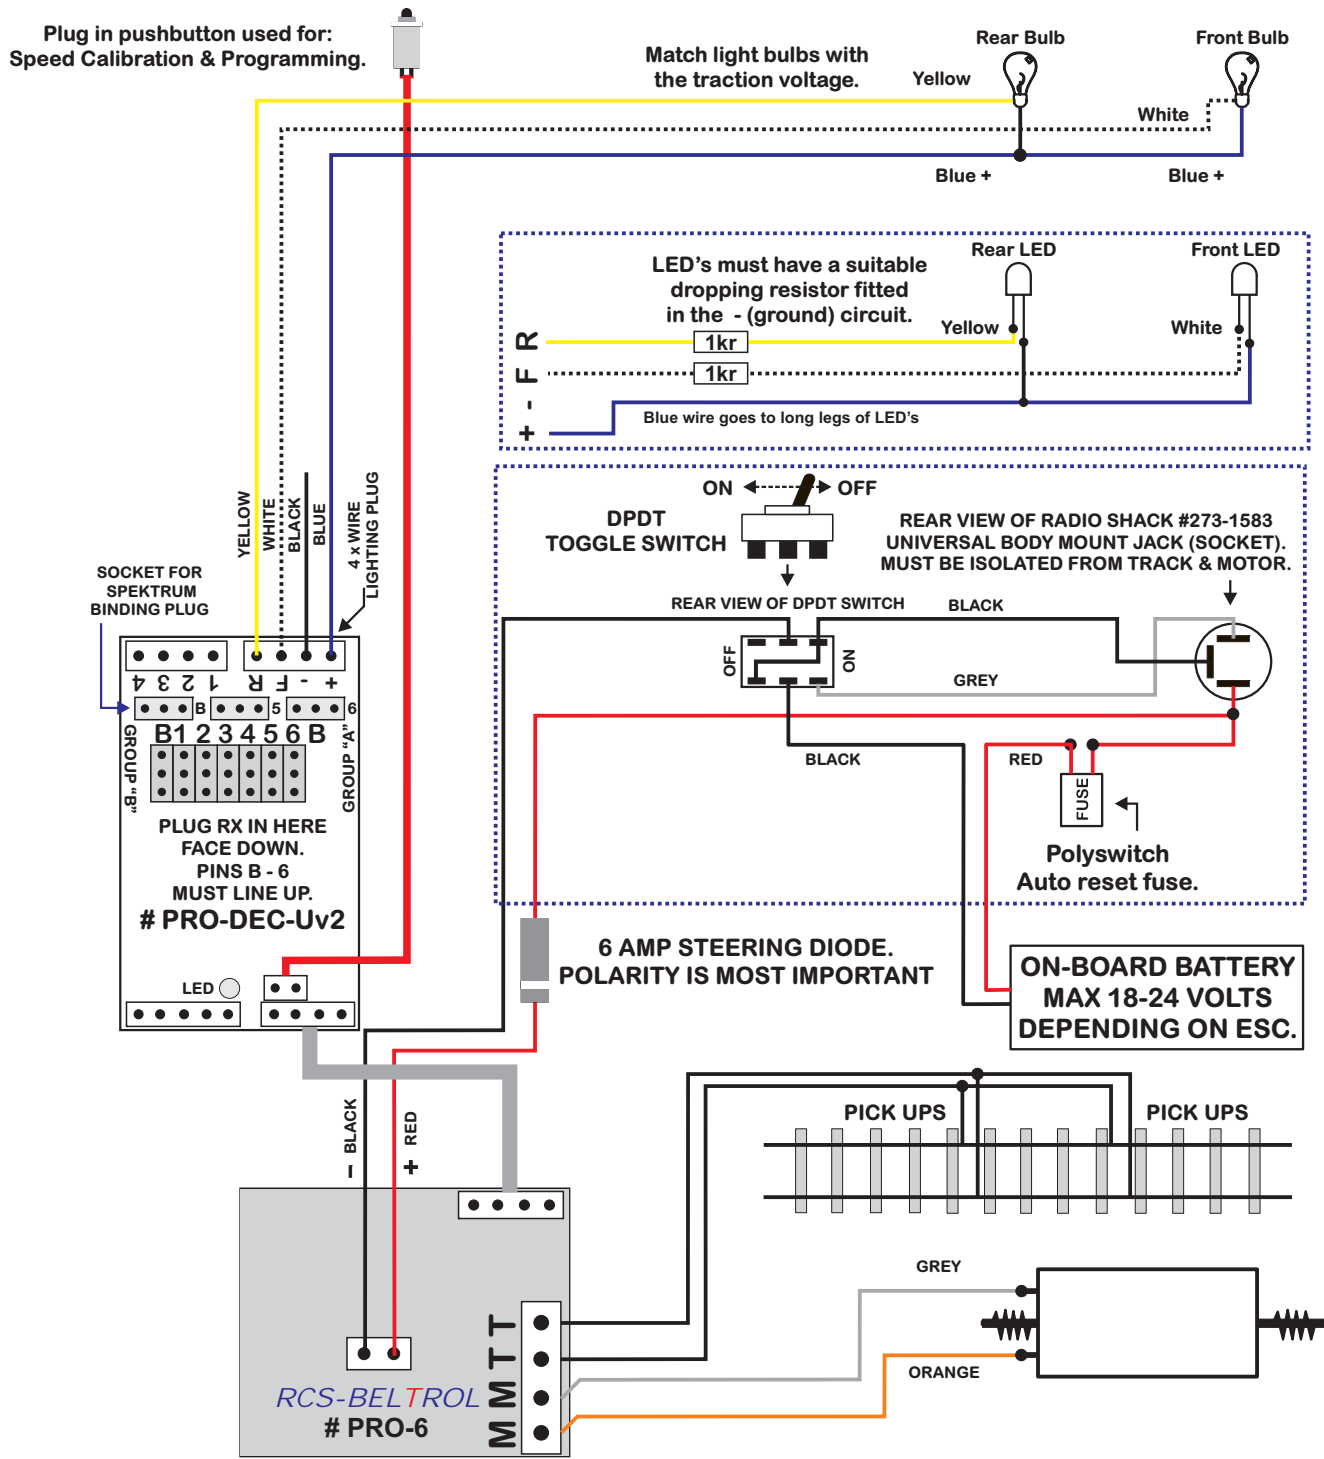 Plug in pushbutton used for:
Speed Calibration & Programming.
Match light bulbs with
the traction voltage.
Rear Bulb
Front Bulb
Yellow
White
Blue +
Blue +
LED's must have a suitable
dropping resistor fitted
in the - (ground) circuit.
Rear LED
Front LED
Yellow
White
R
1kr
F
1kr
-
+
Blue wire goes to long legs of LED's
ON
OFF
DPDT
TOGGLE SWITCH
REAR VIEW OF RADIO SHACK #273-1583
UNIVERSAL BODY MOUNT JACK (SOCKET).
MUST BE ISOLATED FROM TRACK & MOTOR.
REAR VIEW OF DPDT SWITCH
BLACK
OFF
ON
GREY
BLACK
RED
FUSE
Polyswitch
Auto reset fuse.
YELLOW
WHITE
BLACK
BLUE
4 x WIRE
LIGHTING PLUG
SOCKET FOR
SPEKTRUM
BINDING PLUG
4 3 2 1
R F - +
B 5 6
B1 2 3 4 5 6 B
GROUP "B"
GROUP "A"
PLUG RX IN HERE
FACE DOWN.
PINS B - 6
MUST LINE UP.
# PRO-DEC-Uv2
LED
6 AMP STEERING DIODE.
POLARITY IS MOST IMPORTANT
ON-BOARD BATTERY
MAX 18-24 VOLTS
DEPENDING ON ESC.
- BLACK
+ RED
PICK UPS
PICK UPS
GREY
ORANGE
T
T
M
M
RCS-BELTROL
# PRO-6